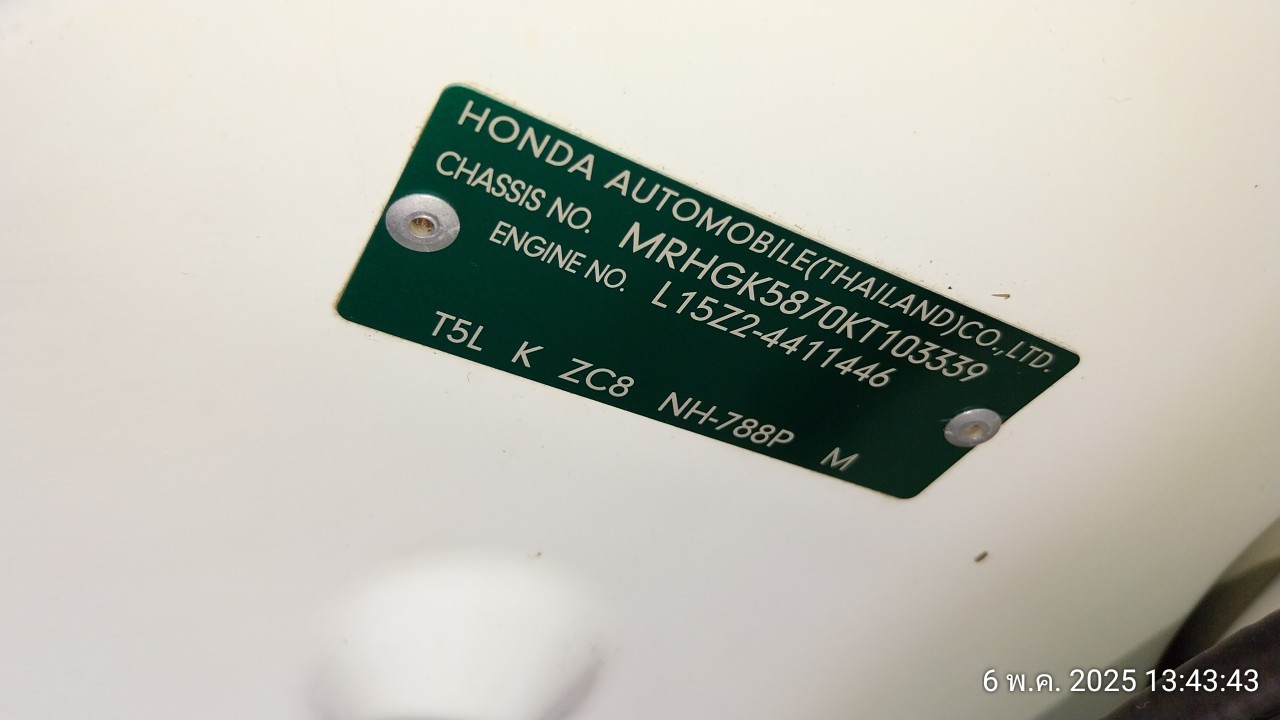 HONDA AUTOMOBILE(THAILAND)CO.,LTD.
CHASSIS NO. MRHGK5870KT103339
ENGINE NO. L15Z2-4411446
T5L K ZC8 NH-788P M
6 พ.ค. 2025 13:43:43